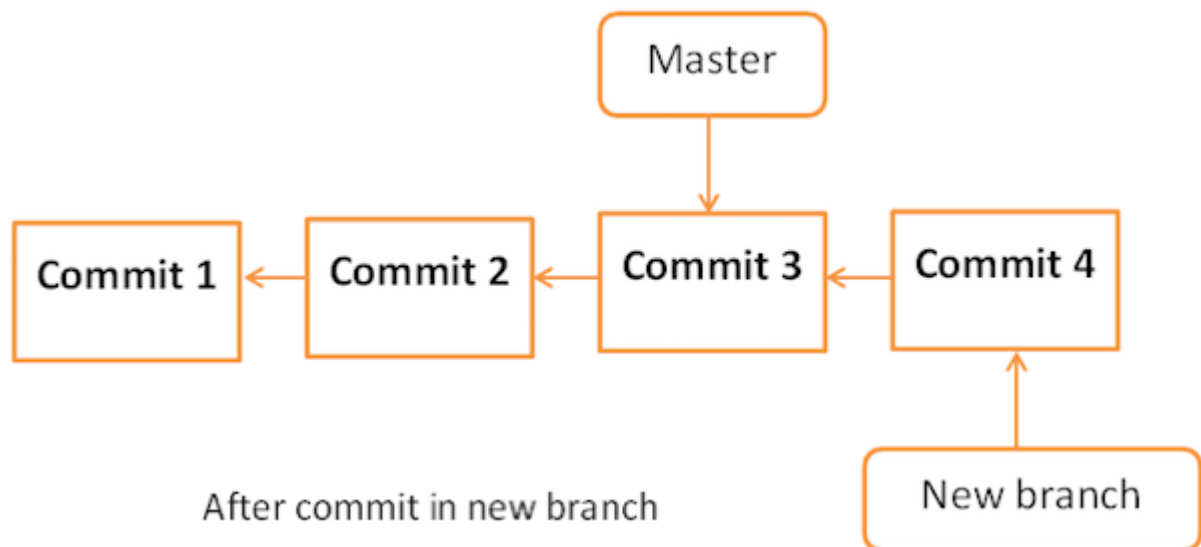 Master
Commit 1
Commit 2
Commit 3
Commit 4
After commit in new branch
New branch